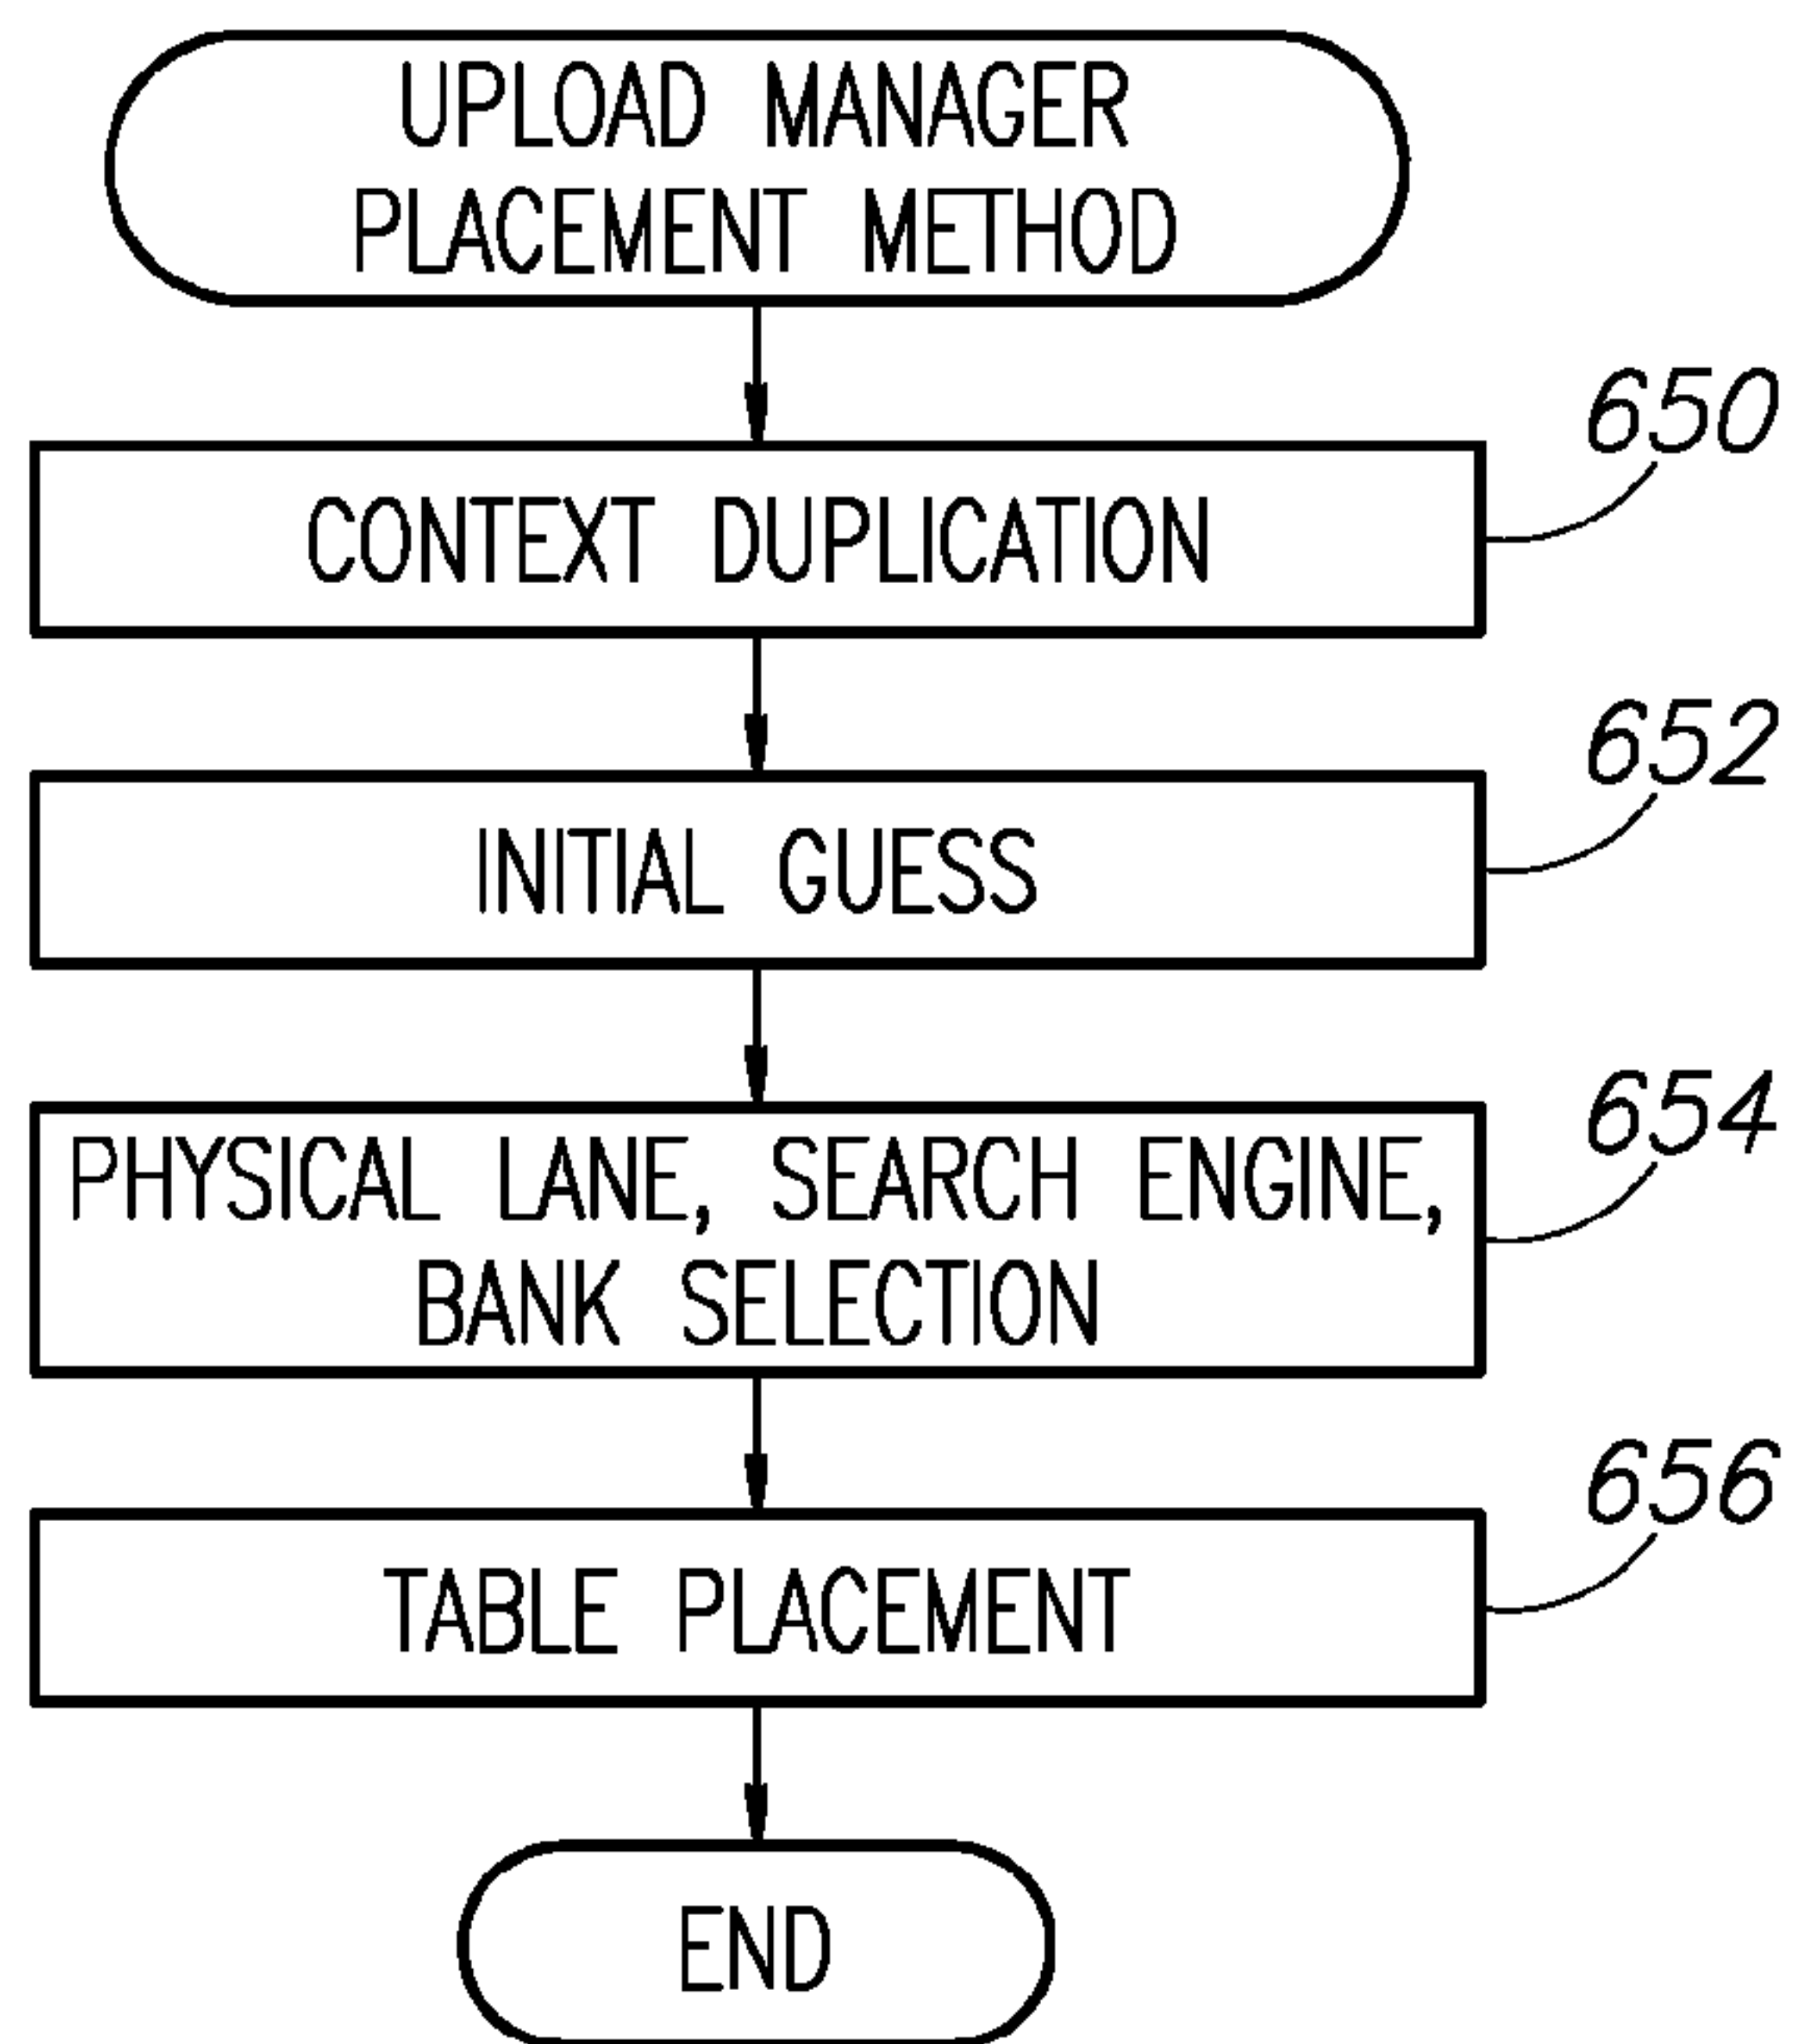 UPLOAD MANAGER
PLACEMENT METHOD
650
CONTEXT DUPLICATION
652
INITIAL GUESS
654
PHYSICAL LANE, SEARCH ENGINE,
BANK SELECTION
656
TABLE PLACEMENT
END